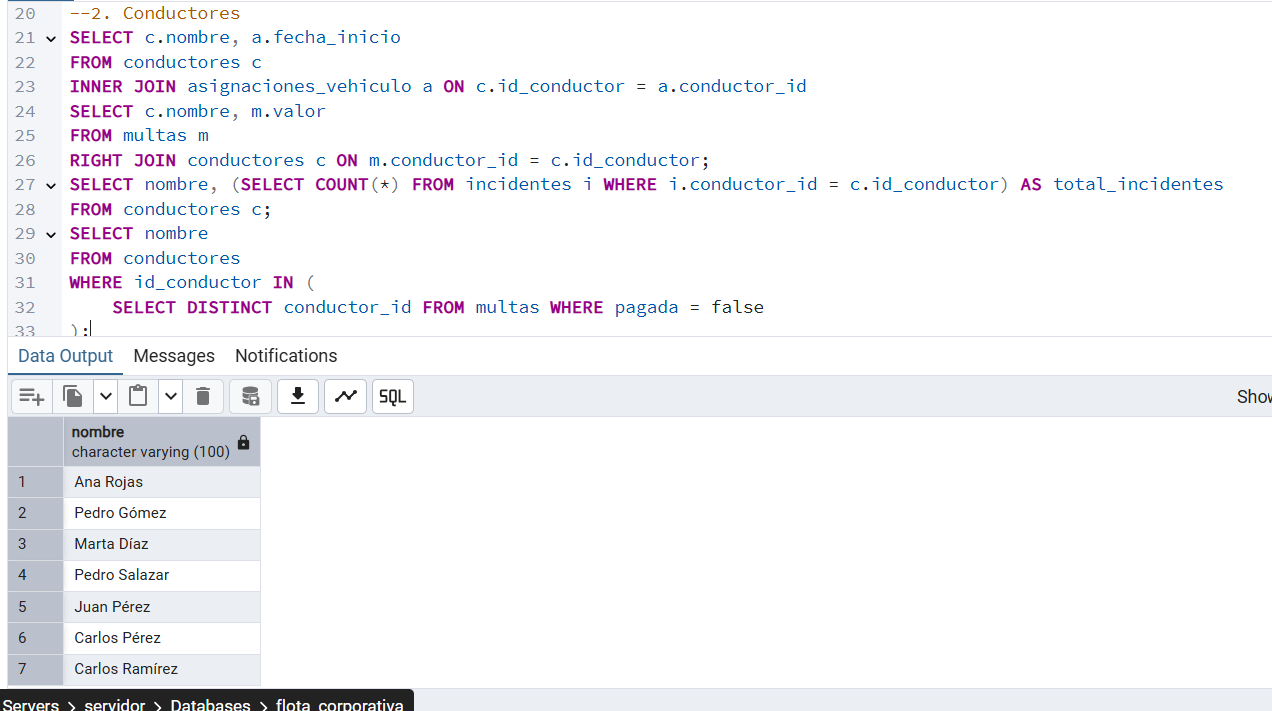 20 --2. Conductores
21 SELECT c.nombre, a.fecha_inicio
22 FROM conductores c
23 INNER JOIN asignaciones_vehiculo a ON c.id_conductor = a.conductor_id
24 SELECT c.nombre, m.valor
25 FROM multas m
26 RIGHT JOIN conductores c ON m.conductor_id = c.id_conductor;
27 SELECT nombre, (SELECT COUNT(*) FROM incidentes i WHERE i.conductor_id = c.id_conductor) AS total_incidentes
28 FROM conductores c;
29 SELECT nombre
30 FROM conductores
31 WHERE id_conductor IN (
32 SELECT DISTINCT conductor_id FROM multas WHERE pagada = false
33 );
Data Output Messages Notifications
SQL
Show
nombre
character varying (100)
1 Ana Rojas
2 Pedro Gómez
3 Marta Díaz
4 Pedro Salazar
5 Juan Pérez
6 Carlos Pérez
7 Carlos Ramírez
Servers > servidor > Databases > flota_corporativa